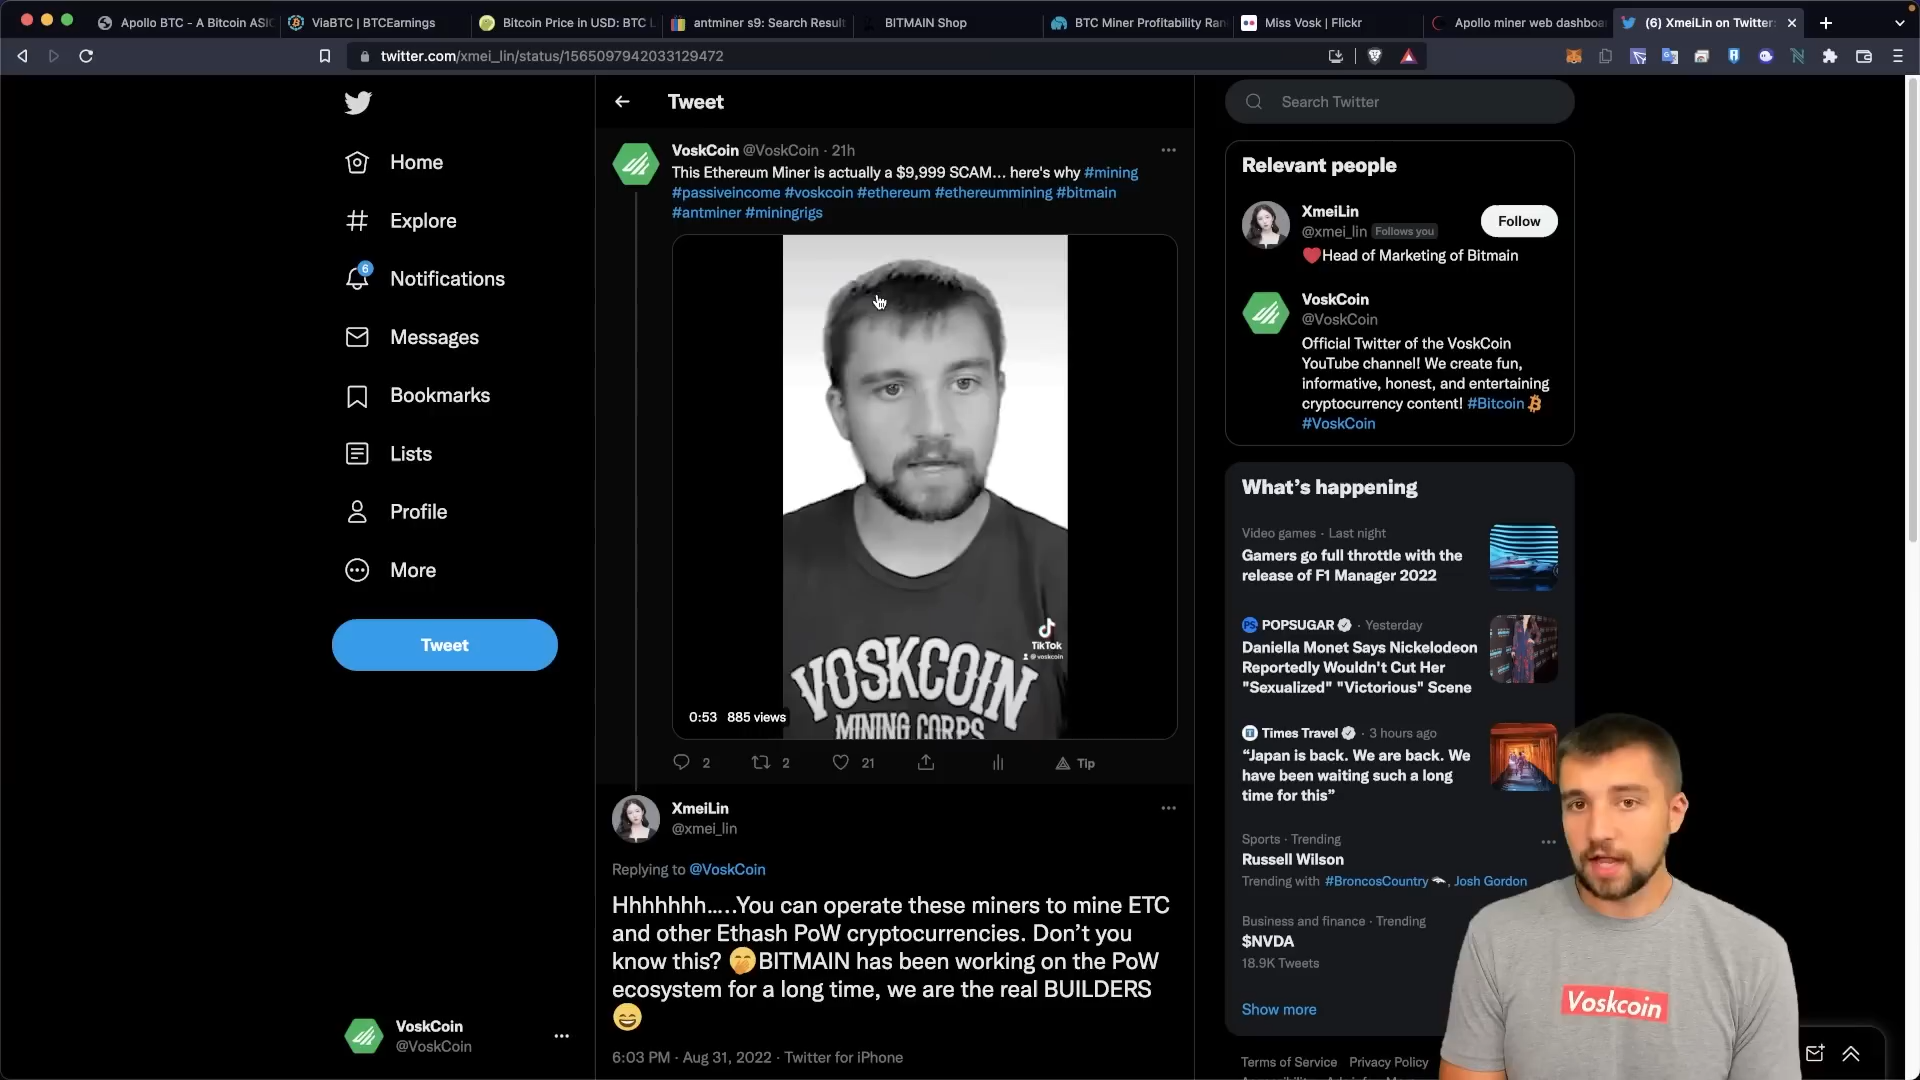 Apollo BTC - A Bitcoin ASIC
ViaBTC | BTCEarnings
Bitcoin Price in USD: BTC L
antminer s9: Search Result
BITMAIN Shop
BTC Miner Profitability Ran
Miss Vosk | Flickr
Apollo miner web dashboa
(6) XmeiLin on Twitter:
twitter.com/xmei_lin/status/1565097942033129472
Home
Explore
6
Notifications
Messages
Bookmarks
Lists
Profile
More
Tweet
VoskCoin
@VoskCoin
Tweet
VoskCoin @VoskCoin · 21h
This Ethereum Miner is actually a $9,999 SCAM... here's why #mining
#passiveincome #voskcoin #ethereum #ethereummining #bitmain
#antminer #miningrigs
TikTok
@voskcoin
VOSKCOIN
MINING CORPS
0:53 885 views
2 2 21 Tip
XmeiLin
@xmei_lin
Replying to @VoskCoin
Hhhhhhh.....You can operate these miners to mine ETC
and other Ethash PoW cryptocurrencies. Don't you
know this? 🤭BITMAIN has been working on the PoW
ecosystem for a long time, we are the real BUILDERS
😄
6:03 PM · Aug 31, 2022 · Twitter for iPhone
Search Twitter
Relevant people
XmeiLin
@xmei_lin Follows you
Follow
❤️Head of Marketing of Bitmain
VoskCoin
@VoskCoin
Official Twitter of the VoskCoin
YouTube channel! We create fun,
informative, honest, and entertaining
cryptocurrency content! #Bitcoin
#VoskCoin
What's happening
Video games · Last night
Gamers go full throttle with the
release of F1 Manager 2022
PS POPSUGAR · Yesterday
Daniella Monet Says Nickelodeon
Reportedly Wouldn't Cut Her
"Sexualized" "Victorious" Scene
Times Travel · 3 hours ago
“Japan is back. We are back. We
have been waiting such a long
time for this”
Sports · Trending
Russell Wilson
Trending with #BroncosCountry, Josh Gordon
Business and finance · Trending
$NVDA
18.9K Tweets
Show more
Terms of Service Privacy Policy
Voskcoin